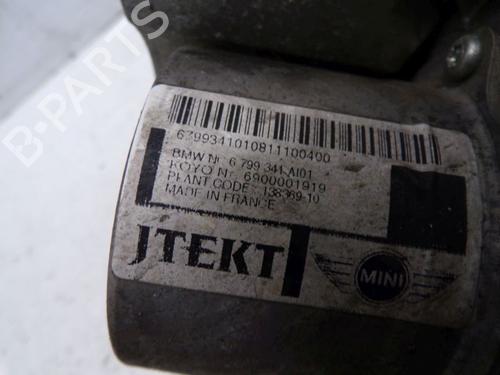 B-PARTS
6799341010811100400
BMW Nr 6 799 341 AI01
KOYO Nr 6900001919
PLANT CODE 138369-10
MADE IN FRANCE
JTEKT
MINI